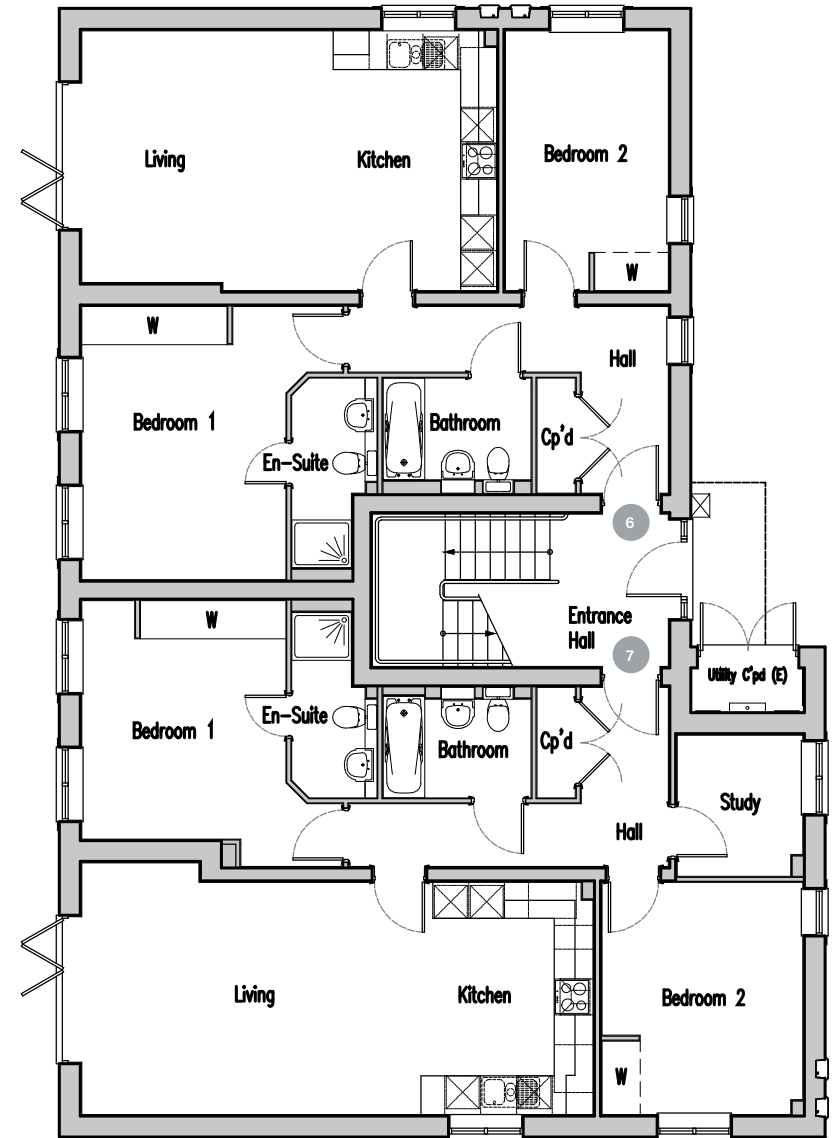 Living
Kitchen
Bedroom 2
W
W
Hall
Bedroom 1
Bathroom
Cp'd
En-Suite
6
Entrance
Hall
W
7
Utility C'pd (E)
En-Suite
Bedroom 1
Bathroom
Cp'd
Study
Hall
Living
Kitchen
Bedroom 2
W